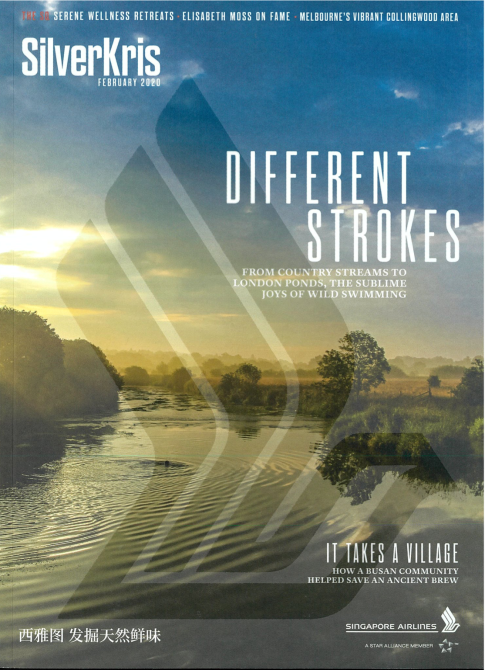 SERENE WELLNESS RETREATS · ELISABETH MOSS ON FAME · MELBOURNE'S VIBRANT COLLINGWOOD AREA
SilverKris
FEBRUARY 2020
DIFFERENT
STROKES
FROM COUNTRY STREAMS TO
LONDON PONDS, THE SUBLIME
JOYS OF WILD SWIMMING
IT TAKES A VILLAGE
HOW A BUSAN COMMUNITY
HELPED SAVE AN ANCIENT BREW
SINGAPORE AIRLINES
A STAR ALLIANCE MEMBER
西雅图 发掘天然鲜味